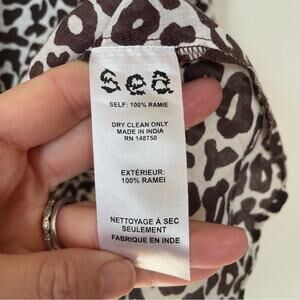 sea
SELF: 100% RAMIE
DRY CLEAN ONLY
MADE IN INDIA
RN 148750
EXTÉRIEUR:
100% RAMEI
NETTOYAGE À SEC
SEULEMENT
FABRIQUE EN INDE